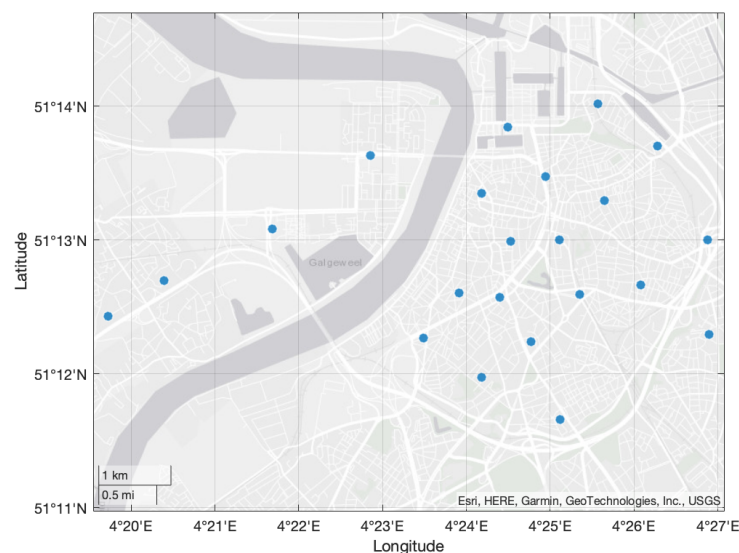 51°14'N
51°13'N
51°12'N
51°11'N
Latitude
Galgeweel
1 km
0.5 mi
Esri, HERE, Garmin, GeoTechnologies, Inc., USGS
4°20'E 4°21'E 4°22'E 4°23'E 4°24'E 4°25'E 4°26'E 4°27'E
Longitude